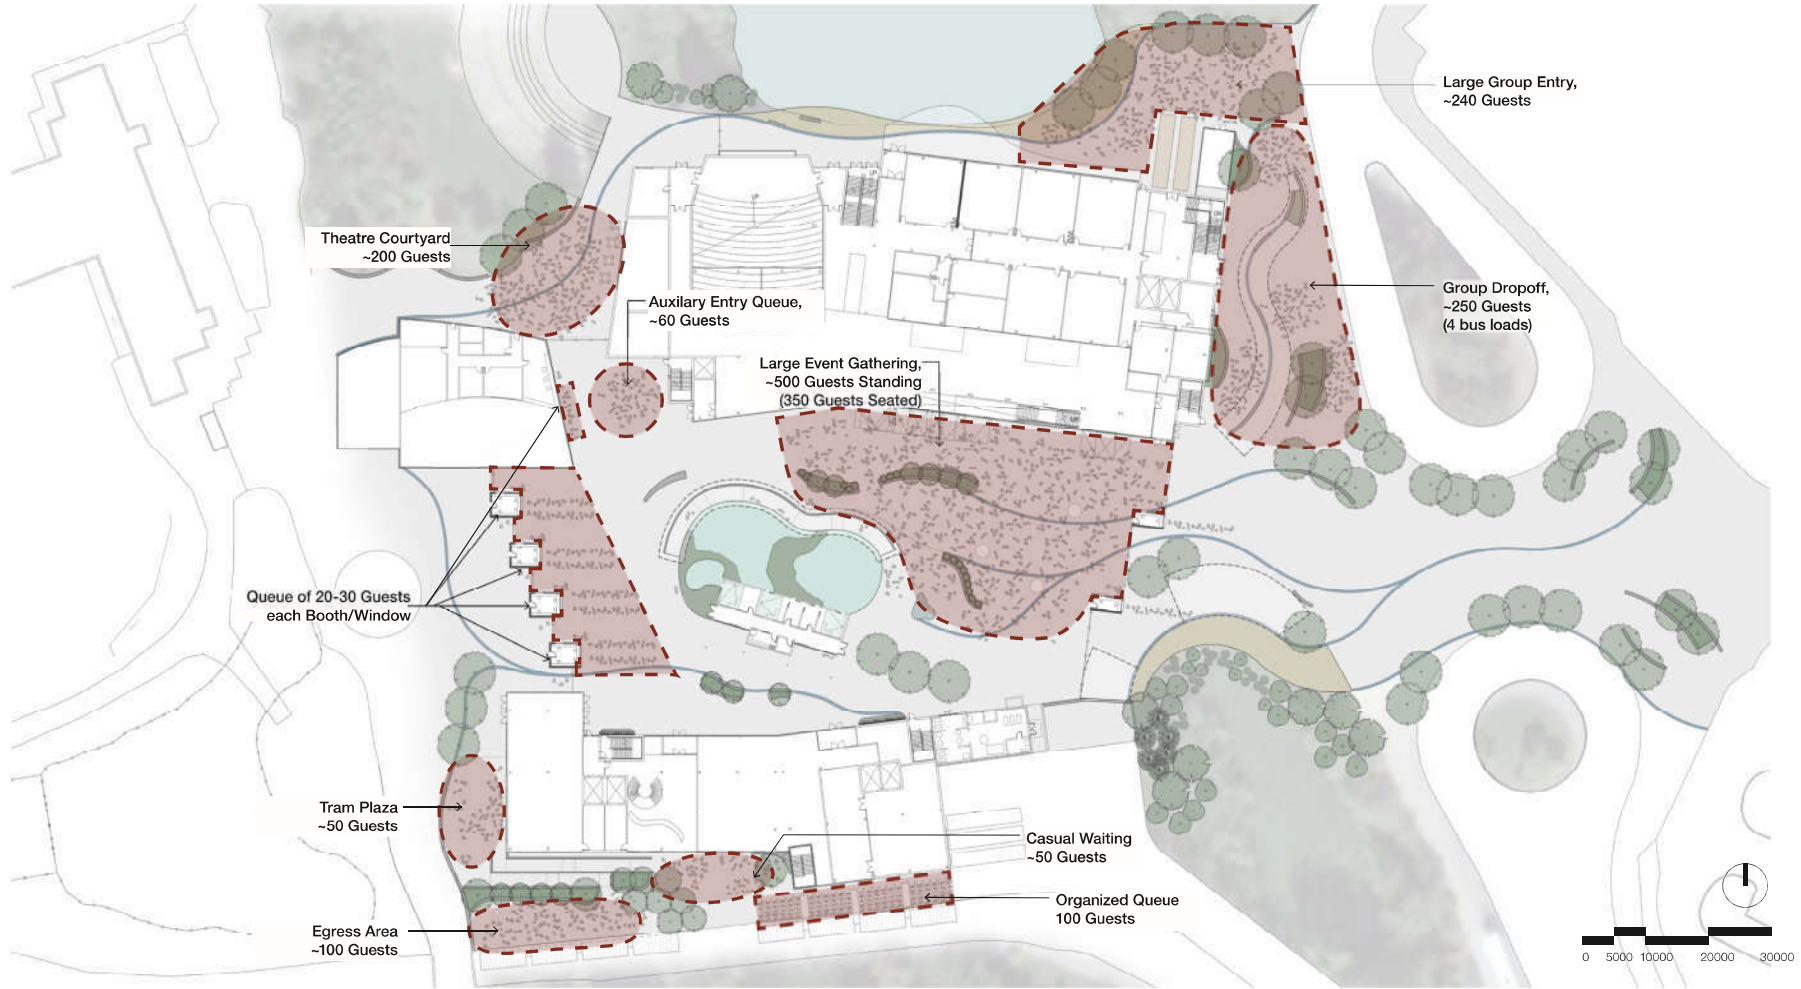 Large Group Entry,
~240 Guests
Theatre Courtyard
~200 Guests
Auxilary Entry Queue,
~60 Guests
Group Dropoff,
~250 Guests
(4 bus loads)
Large Event Gathering,
~500 Guests Standing
(350 Guests Seated)
Queue of 20-30 Guests
each Booth/Window
Tram Plaza
~50 Guests
Casual Waiting
~50 Guests
Organized Queue
100 Guests
Egress Area
~100 Guests
0 5000 10000 20000 30000